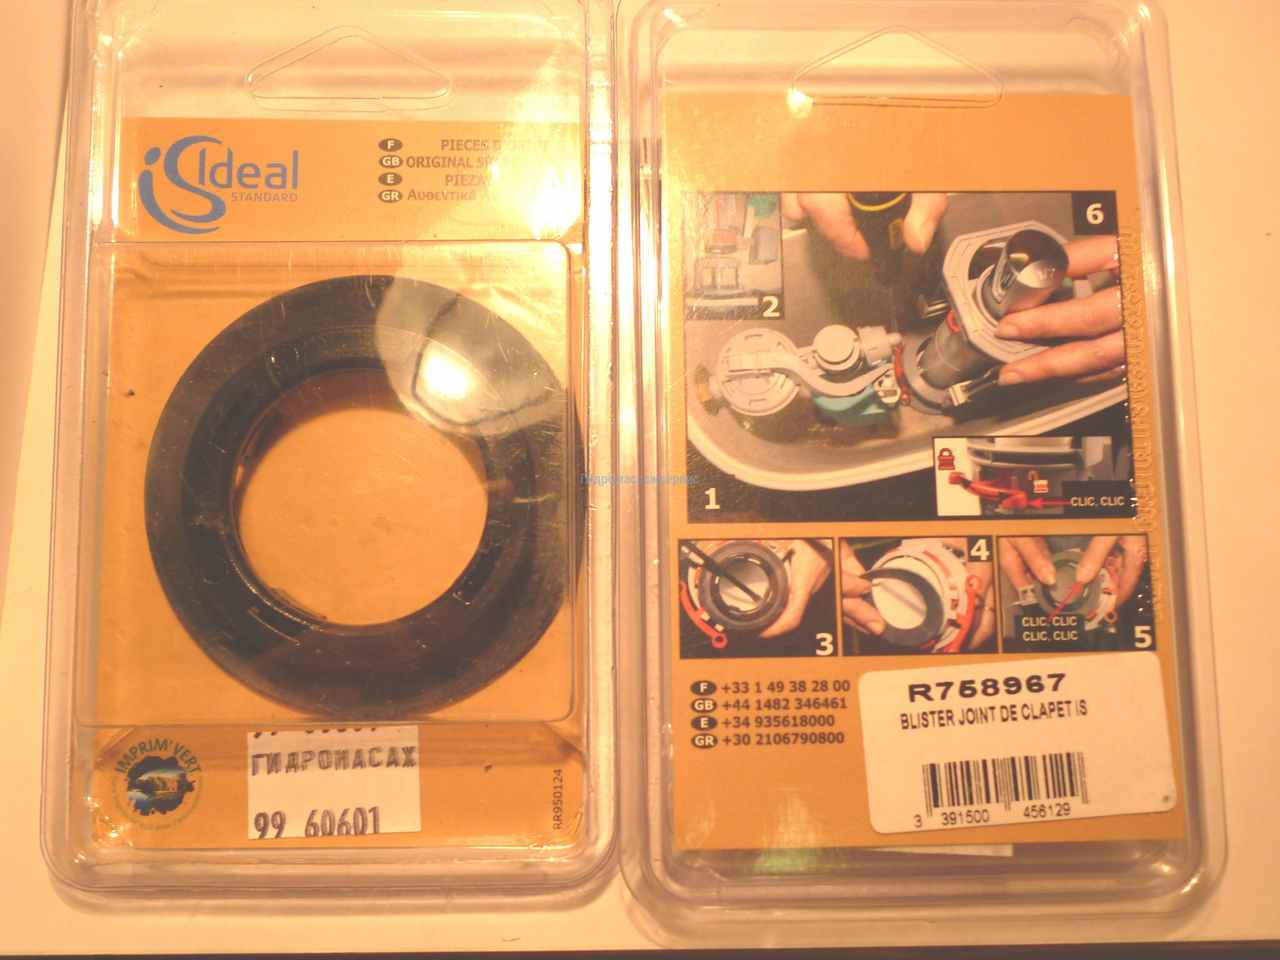 Ideal
STANDARD
F PIECES
GB ORIGINAL
E
GR Αυθεντικά
IMPRIM'VERT
ГИДРОМАСАЖ
99 60601
RR950124
6
2
1
CLIC, CLIC
3
4
CLIC, CLIC
CLIC, CLIC
5
F +33 1 49 38 28 00
GB +44 1482 346461
E +34 935618000
GR +30 2106790800
R758967
BLISTER JOINT DE CLAPET IS
3 391500 456129